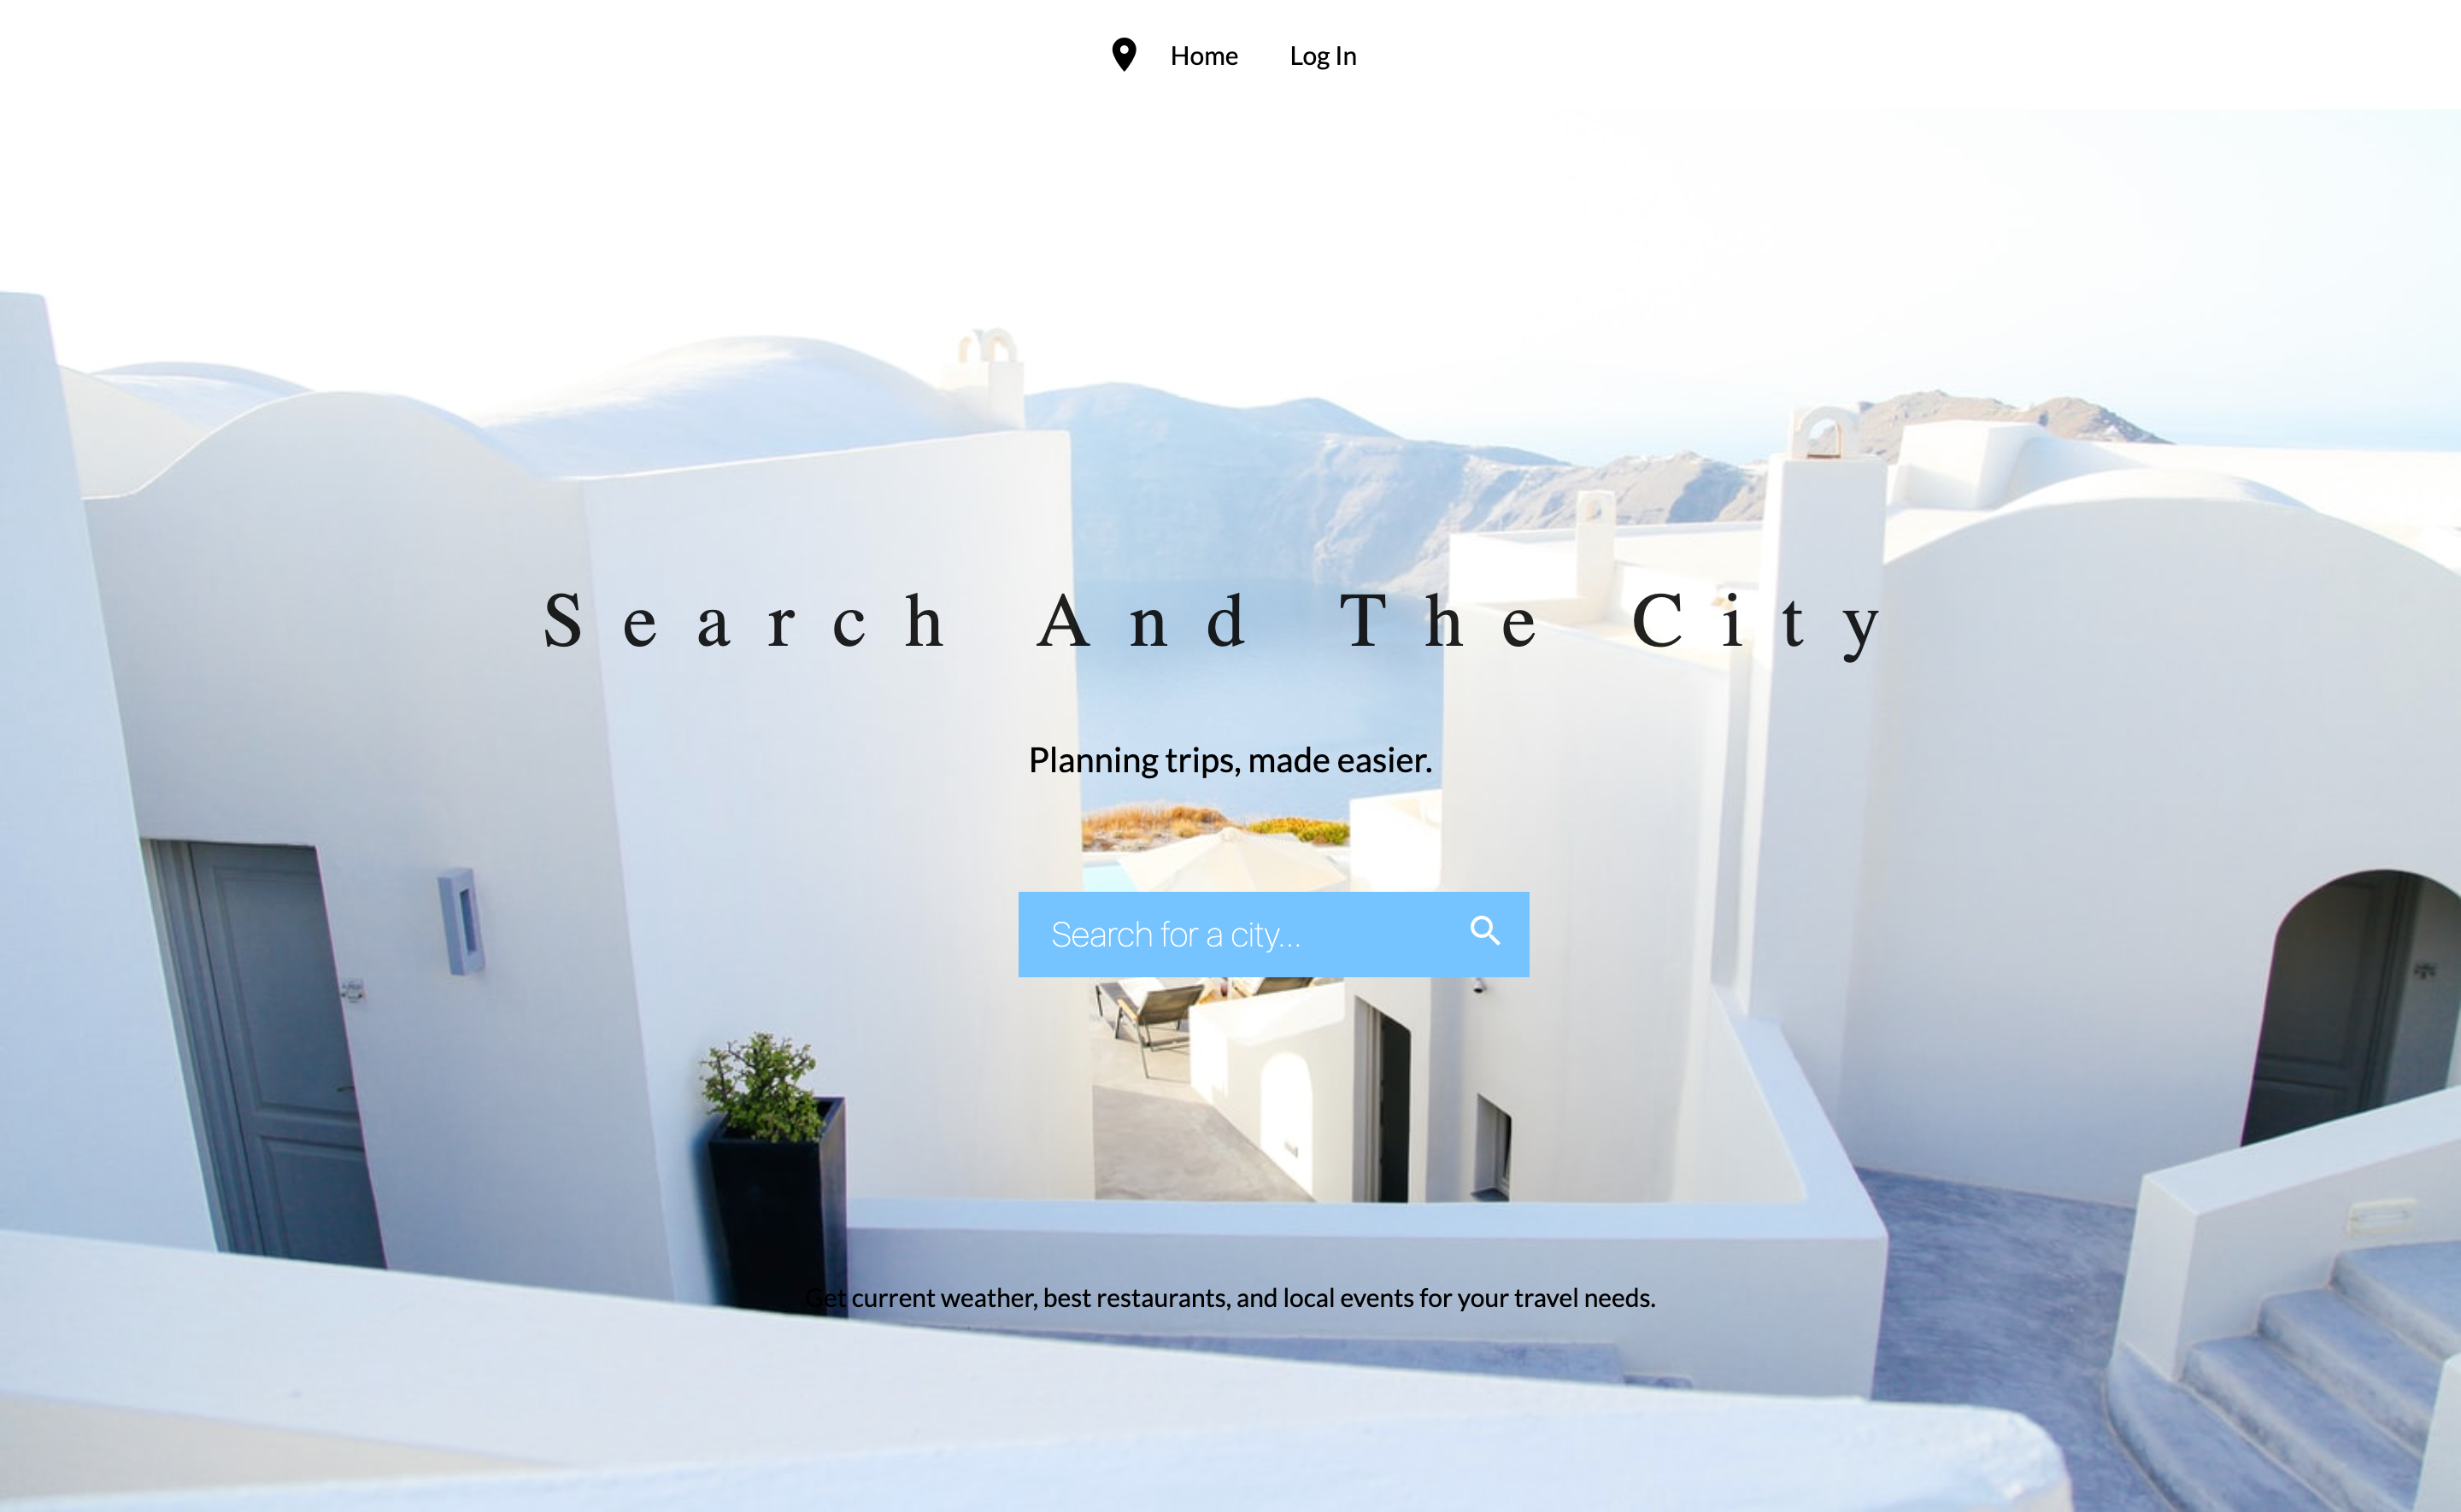 Home Log In
Search And The City
Planning trips, made easier.
Search for a city...
Get current weather, best restaurants, and local events for your travel needs.